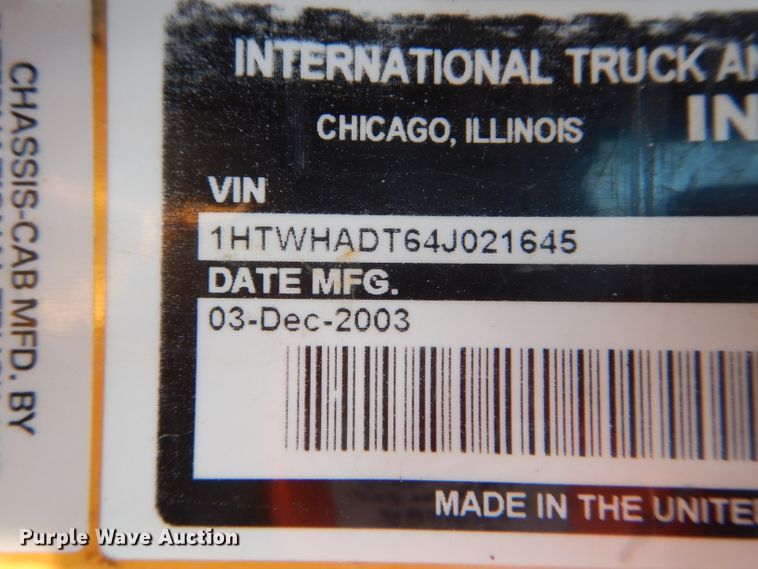 CHASSIS-CAB MFD. BY
INTERNATIONAL TRUCK AN
CHICAGO, ILLINOIS
IN
VIN
1HTWHADT64J021645
DATE MFG.
03-Dec-2003
MADE IN THE UNITE
Purple Wave Auction